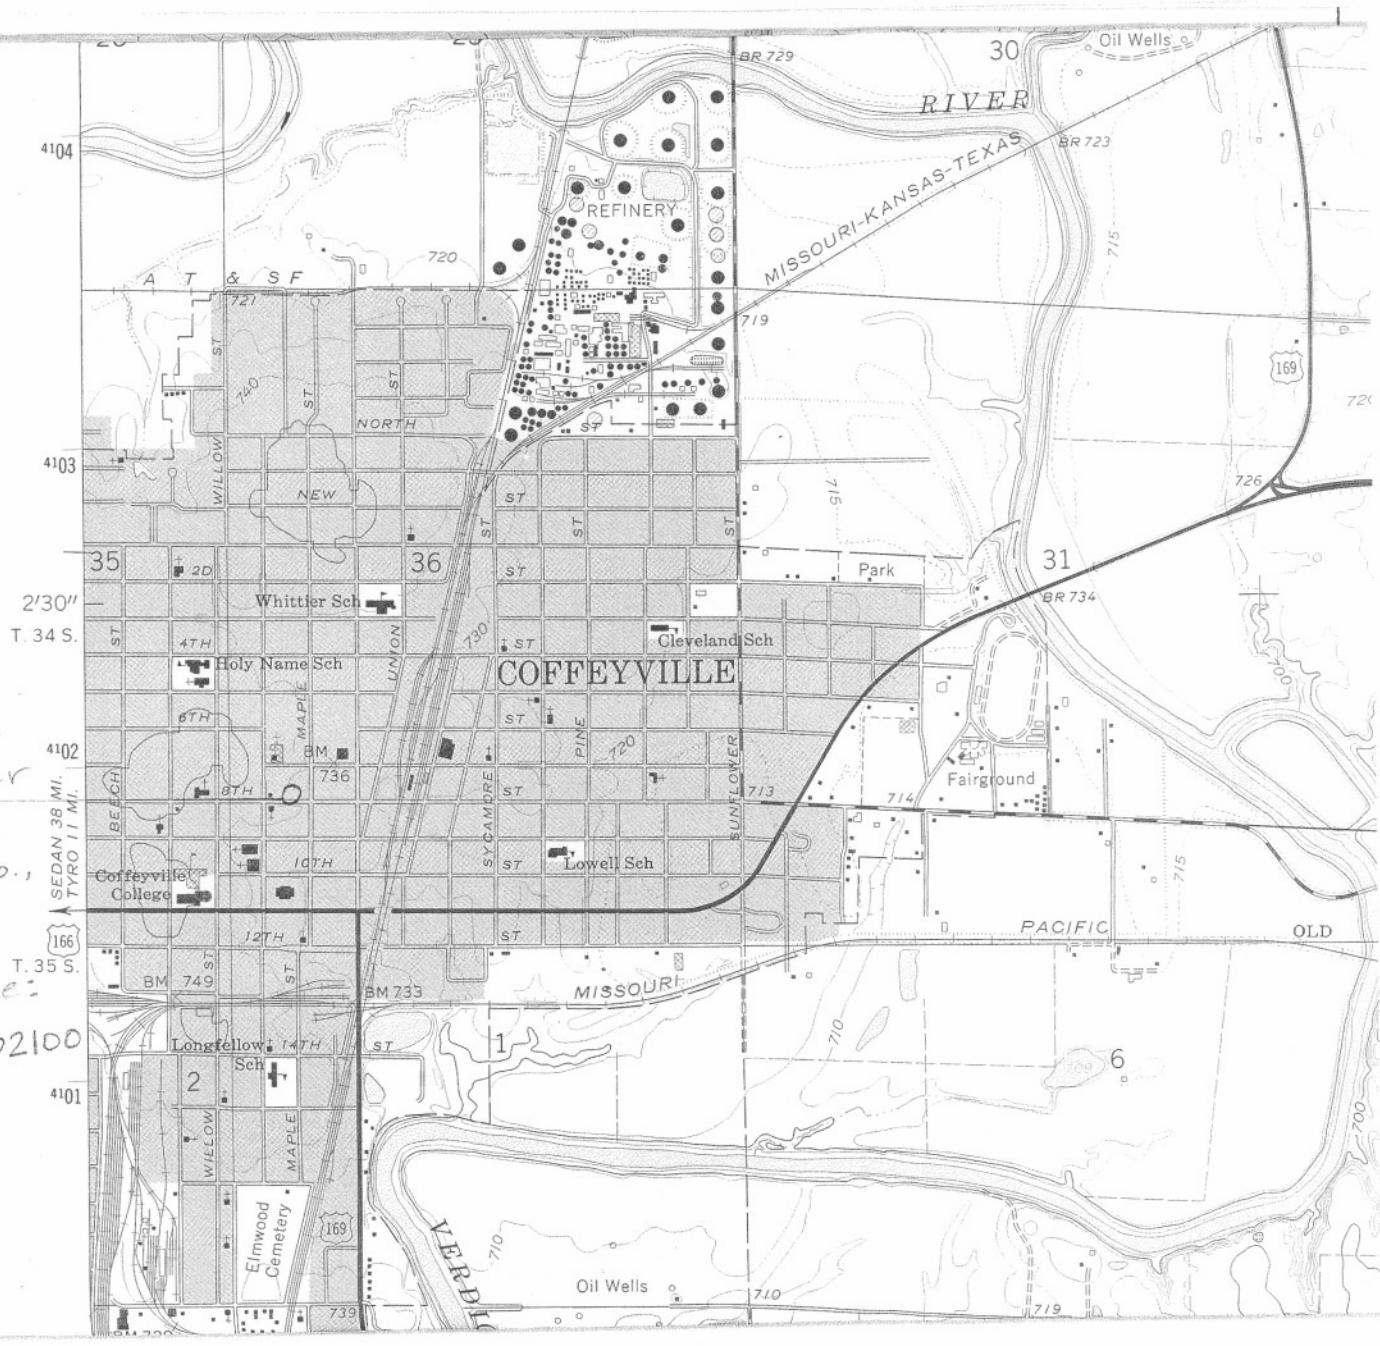 30
Oil Wells
BR 729
RIVER
4104
BR 723
MISSOURI-KANSAS-TEXAS
REFINERY
715
720
A T & S F
721
719
ST
169
740
ST
ST
NORTH
ST
4103
WILLOW
726
NEW
ST
ST
ST
ST
715
35
36
31
2D
ST
Park
2'30"
Whittier Sch
BR 734
T. 34 S.
ST
4TH
UNION
730
ST
Cleveland Sch
Holy Name Sch
COFFEYVILLE
700
MAPLE
6TH
ST
PINE
720
4102
BM
736
SUNFLOWER
Fairground
8TH
ST
713
714
BEECH
SYCAMORE
SEDAN 38 MI.
TYRO 11 MI.
10TH
ST
Lowell Sch
715
Coffeyville
College
166
12TH
ST
PACIFIC
OLD
T. 35 S.
ST
ST
BM 749
BM 733
MISSOURI
e:
02100
Longfellow
Sch
14TH
ST
1
710
6
2
4101
700
WILLOW
MAPLE
Elmwood
Cemetery
169
710
Oil Wells
710
739
719